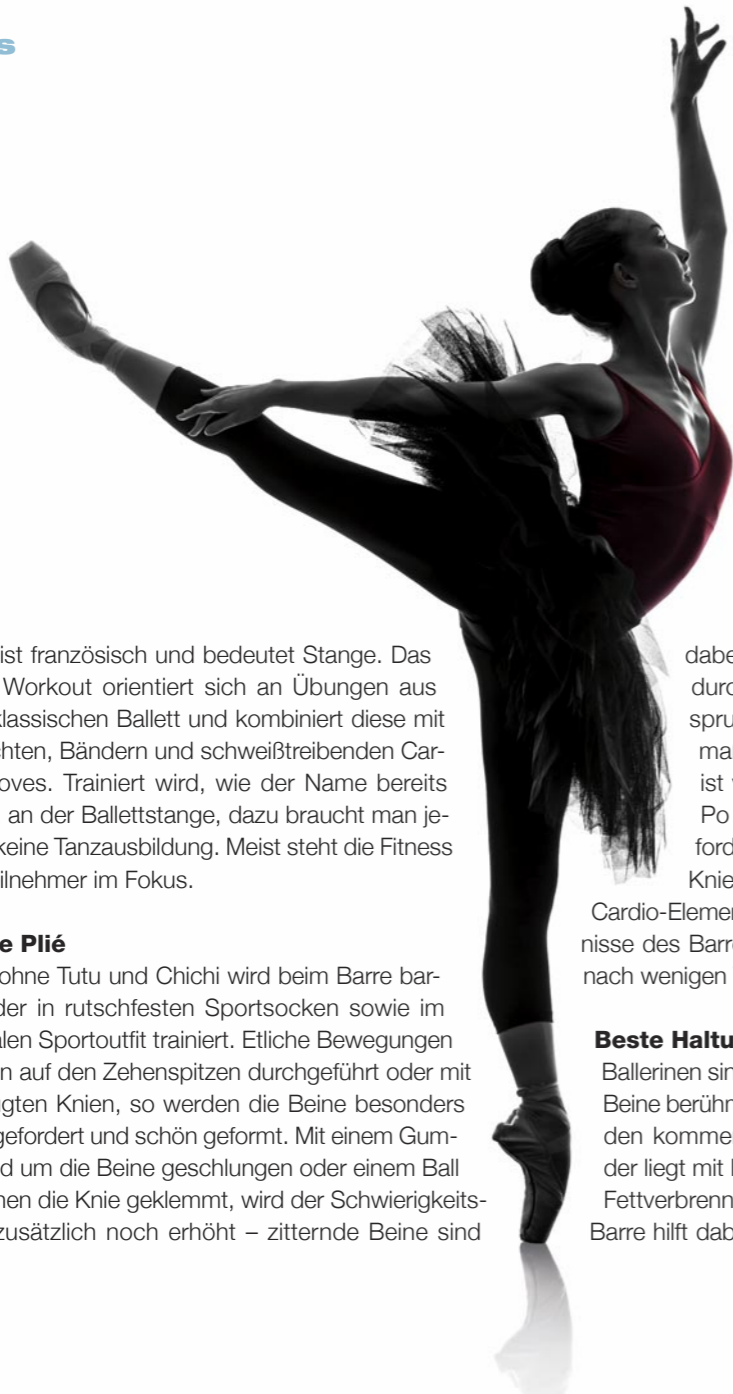 s
ist französisch und bedeutet Stange. Das
Workout orientiert sich an Übungen aus
klassischen Ballett und kombiniert diese mit
chten, Bändern und schweißtreibenden Car-
oves. Trainiert wird, wie der Name bereits
an der Ballettstange, dazu braucht man je-
keine Tanzausbildung. Meist steht die Fitness
ilnehmer im Fokus.
e Plié
ohne Tutu und Chichi wird beim Barre bar-
der in rutschfesten Sportsocken sowie im
alen Sportoutfit trainiert. Etliche Bewegungen
n auf den Zehenspitzen durchgeführt oder mit
ugten Knien, so werden die Beine besonders
gefordert und schön geformt. Mit einem Gum-
d um die Beine geschlungen oder einem Ball
hen die Knie geklemmt, wird der Schwierigkeits-
zusätzlich noch erhöht – zitternde Beine sind
dabe
durc
spru
ma
ist
Po
ford
Knie
Cardio-Elemen
nisse des Barre
nach wenigen
Beste Haltu
Ballerinen sin
Beine berühm
den komme
der liegt mit
Fettverbrenn
Barre hilft dab